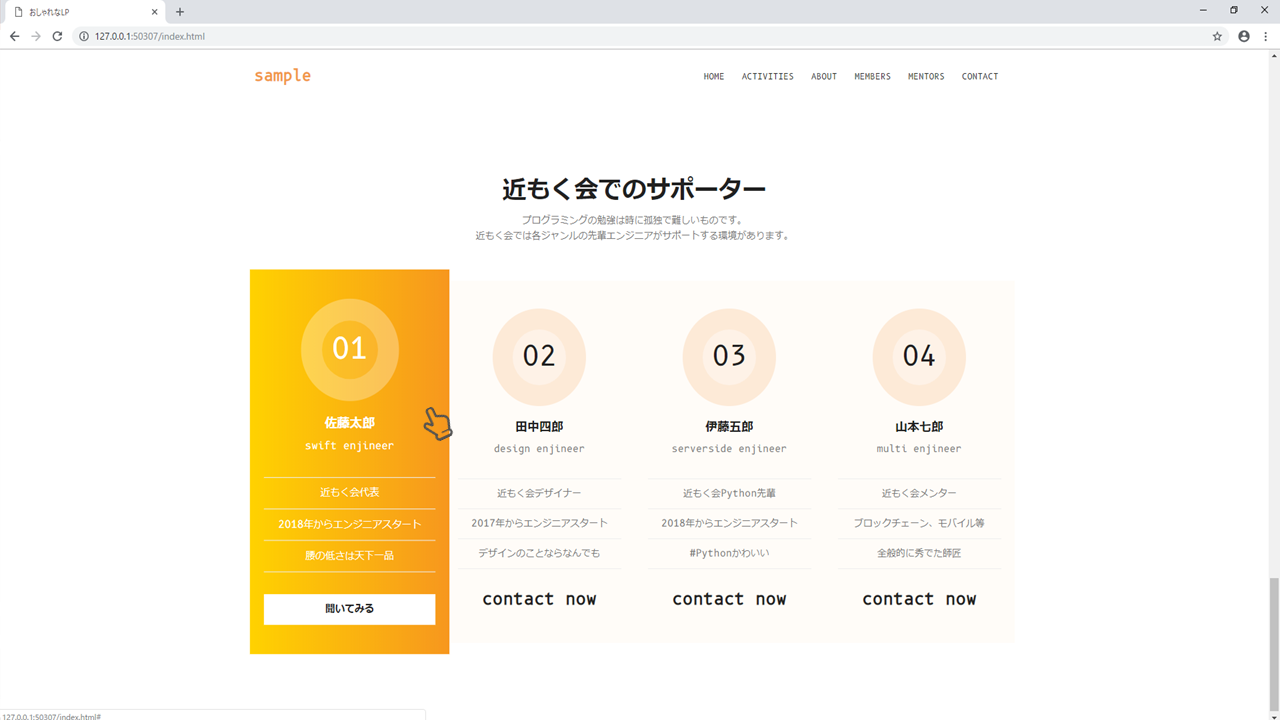 おしゃれなLP
127.0.0.1:50307/index.html
sample
HOME ACTIVITIES ABOUT MEMBERS MENTORS CONTACT
近もく会でのサポーター
プログラミングの勉強は時に孤独で難しいものです。
近もく会では各ジャンルの先輩エンジニアがサポートする環境があります。
01
佐藤太郎
swift enjineer
近もく会代表
2018年からエンジニアスタート
腰の低さは天下一品
開いてみる
02
田中四郎
design enjineer
近もく会デザイナー
2017年からエンジニアスタート
デザインのことならなんでも
contact now
03
伊藤五郎
serverside enjineer
近もく会Python先輩
2018年からエンジニアスタート
#Pythonかわいい
contact now
04
山本七郎
multi enjineer
近もく会メンター
ブロックチェーン、モバイル等
全般的に秀でた師匠
contact now
127.0.0.1:50307/index.html#